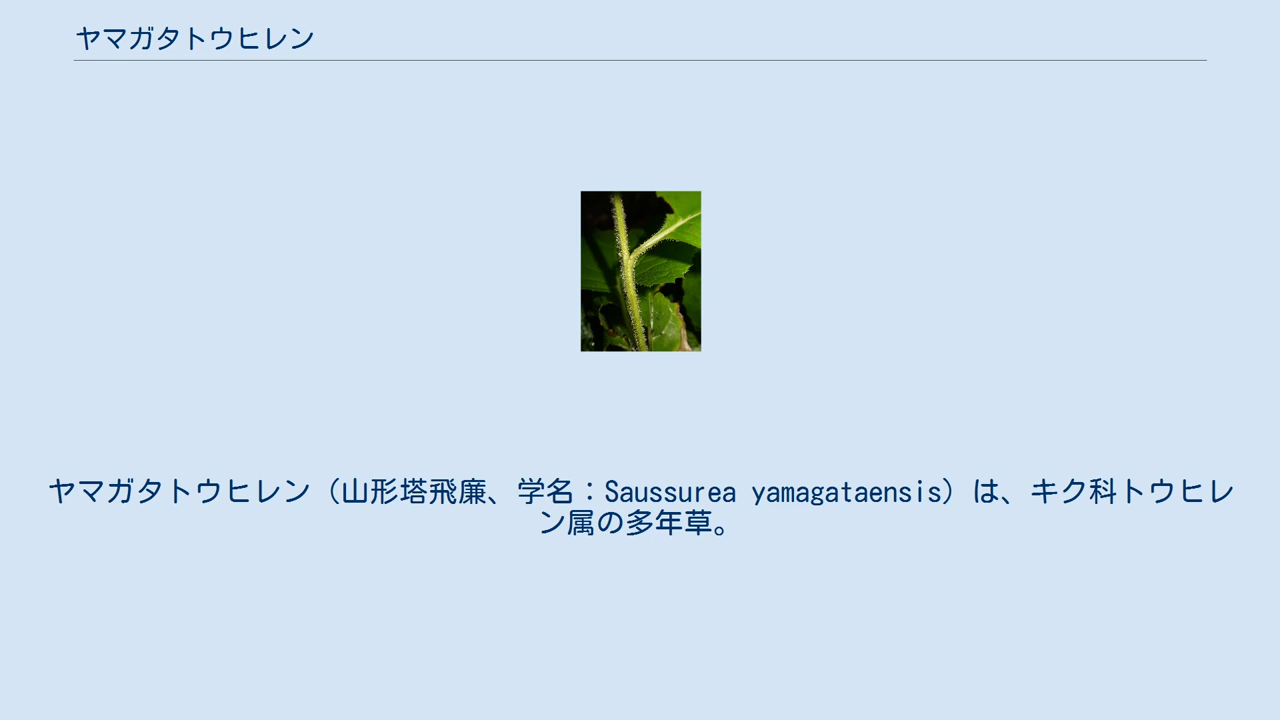 ヤマガタトウヒレン
ヤマガタトウヒレン（山形塔飛廉、学名：Saussurea yamagataensis）は、キク科トウヒレ
ン属の多年草。